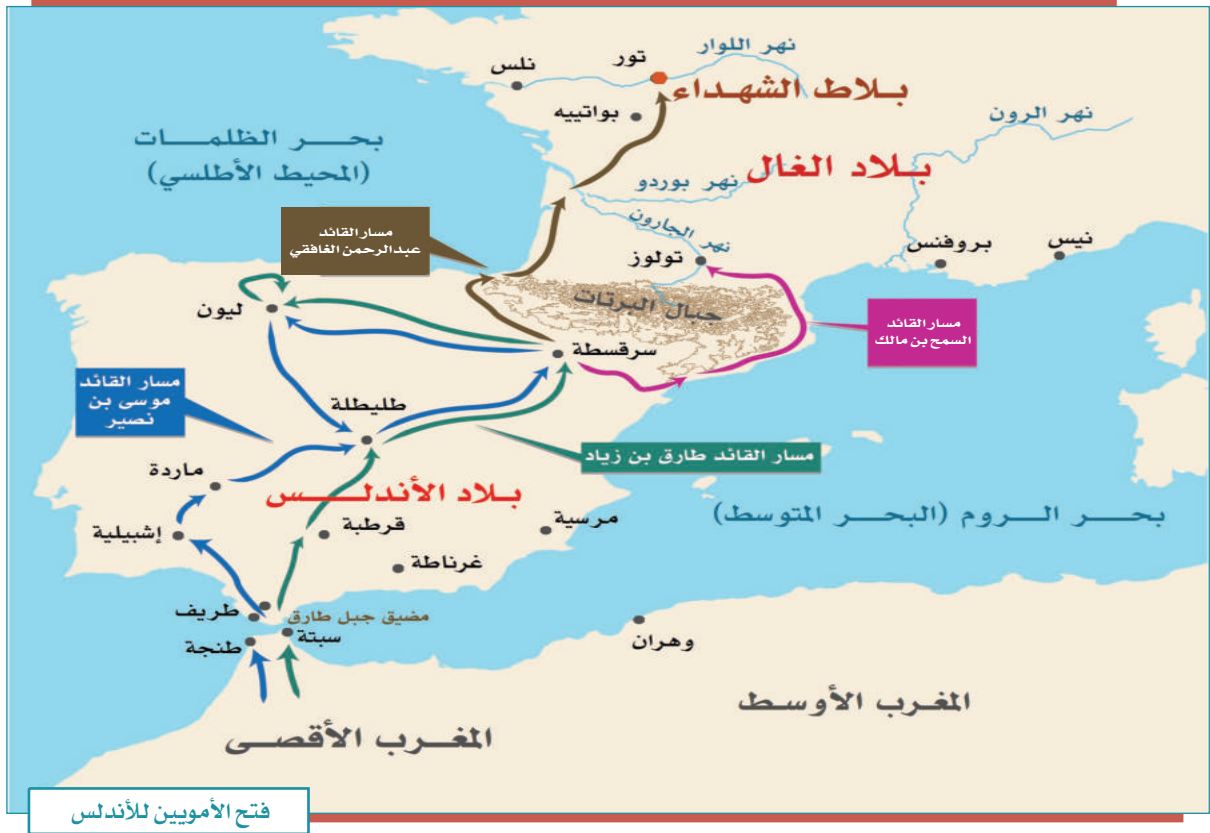 نهر اللوار
تور
نلس
بلاط الشهداء
بواتييه
نهر الرون
بحر الظلمات
(المحيط الأطلسي)
بلاد الغال
نهر بوردو
نهر الجارون
مسار القائد
عبدالرحمن الغافقي
تولوز
بروفنس
نيس
جبال البرتات
ليون
مسار القائد
السمح بن مالك
سرقسطة
مسار القائد
موسى بن
نصير
طليطلة
مسار القائد طارق بن زياد
ماردة
بلاد الأندلس
بحر الروم (البحر المتوسط)
مرسية
قرطبة
إشبيلية
غرناطة
طريف
مضيق جبل طارق
سبتة
طنجة
وهران
المغرب الأوسط
المغرب الأقصى
فتح الأمويين للأندلس